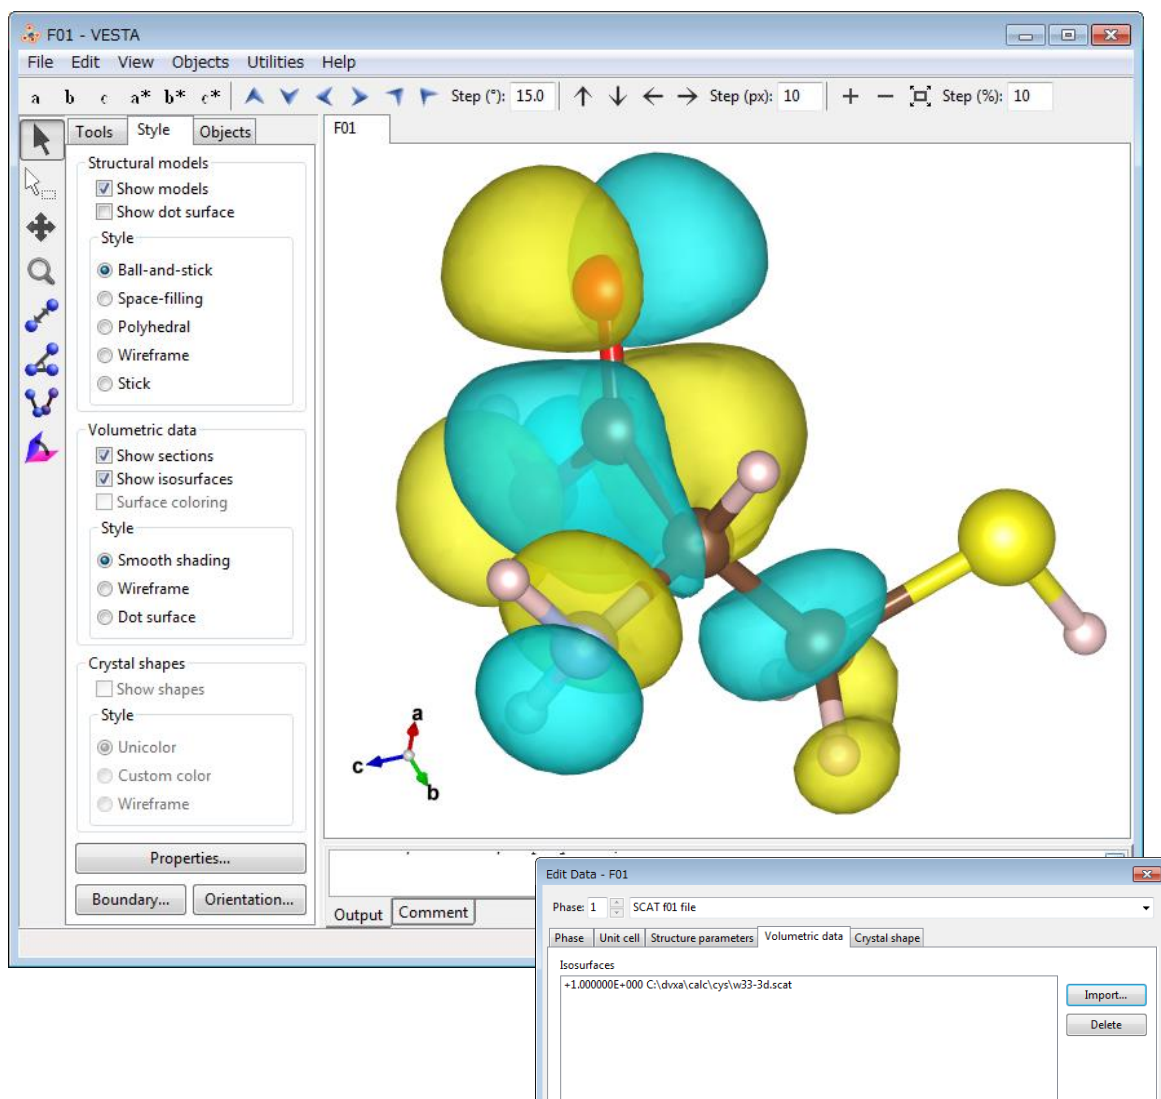 F01 - VESTA
File Edit View Objects Utilities Help
a b c a* b* c* Step (°): 15.0 Step (px): 10 Step (%): 10
Tools Style Objects
F01
Structural models
Show models
Show dot surface
Style
Ball-and-stick
Space-filling
Polyhedral
Wireframe
Stick
Volumetric data
Show sections
Show isosurfaces
Surface coloring
Style
Smooth shading
Wireframe
Dot surface
Crystal shapes
Show shapes
Style
Unicolor
Custom color
Wireframe
Properties...
Boundary... Orientation...
a
c
b
Output Comment
Edit Data - F01
Phase: 1 SCAT f01 file
Phase Unit cell Structure parameters Volumetric data Crystal shape
Isosurfaces
+1.000000E+000 C:\dvxa\calc\cys\w33-3d.scat
Import...
Delete